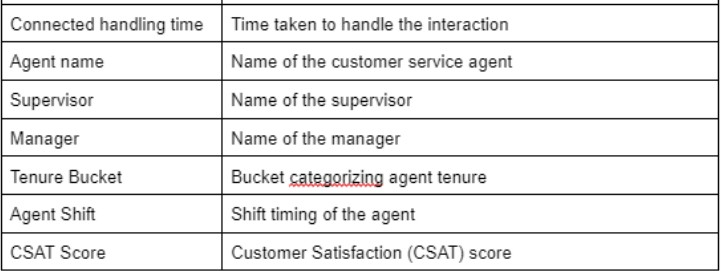 Connected handling time Time taken to handle the interaction
Agent name Name of the customer service agent
Supervisor Name of the supervisor
Manager Name of the manager
Tenure Bucket Bucket categorizing agent tenure
Agent Shift Shift timing of the agent
CSAT Score Customer Satisfaction (CSAT) score